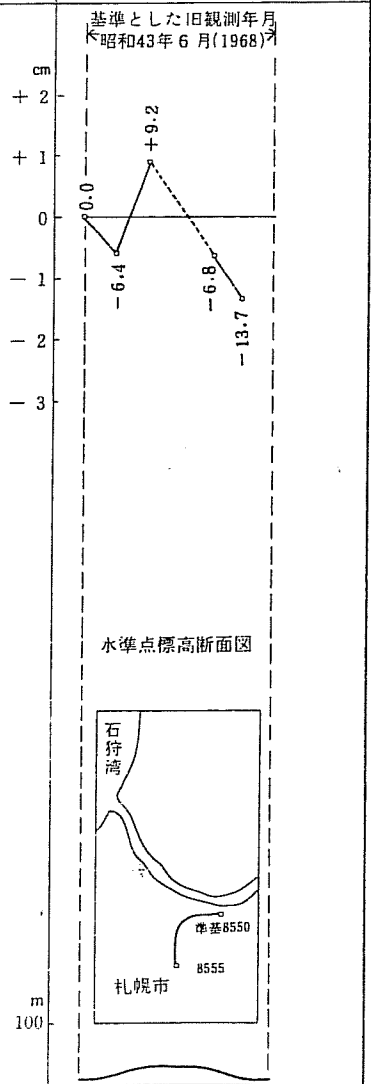 基準とした旧観測年月
昭和43年6月(1968)
cm
+2
+1
0
-1
-2
-3
0.0
-6.4
+9.2
-6.8
-13.7
水準点標高断面図
石狩湾
準基8550
8555
札幌市
m
100